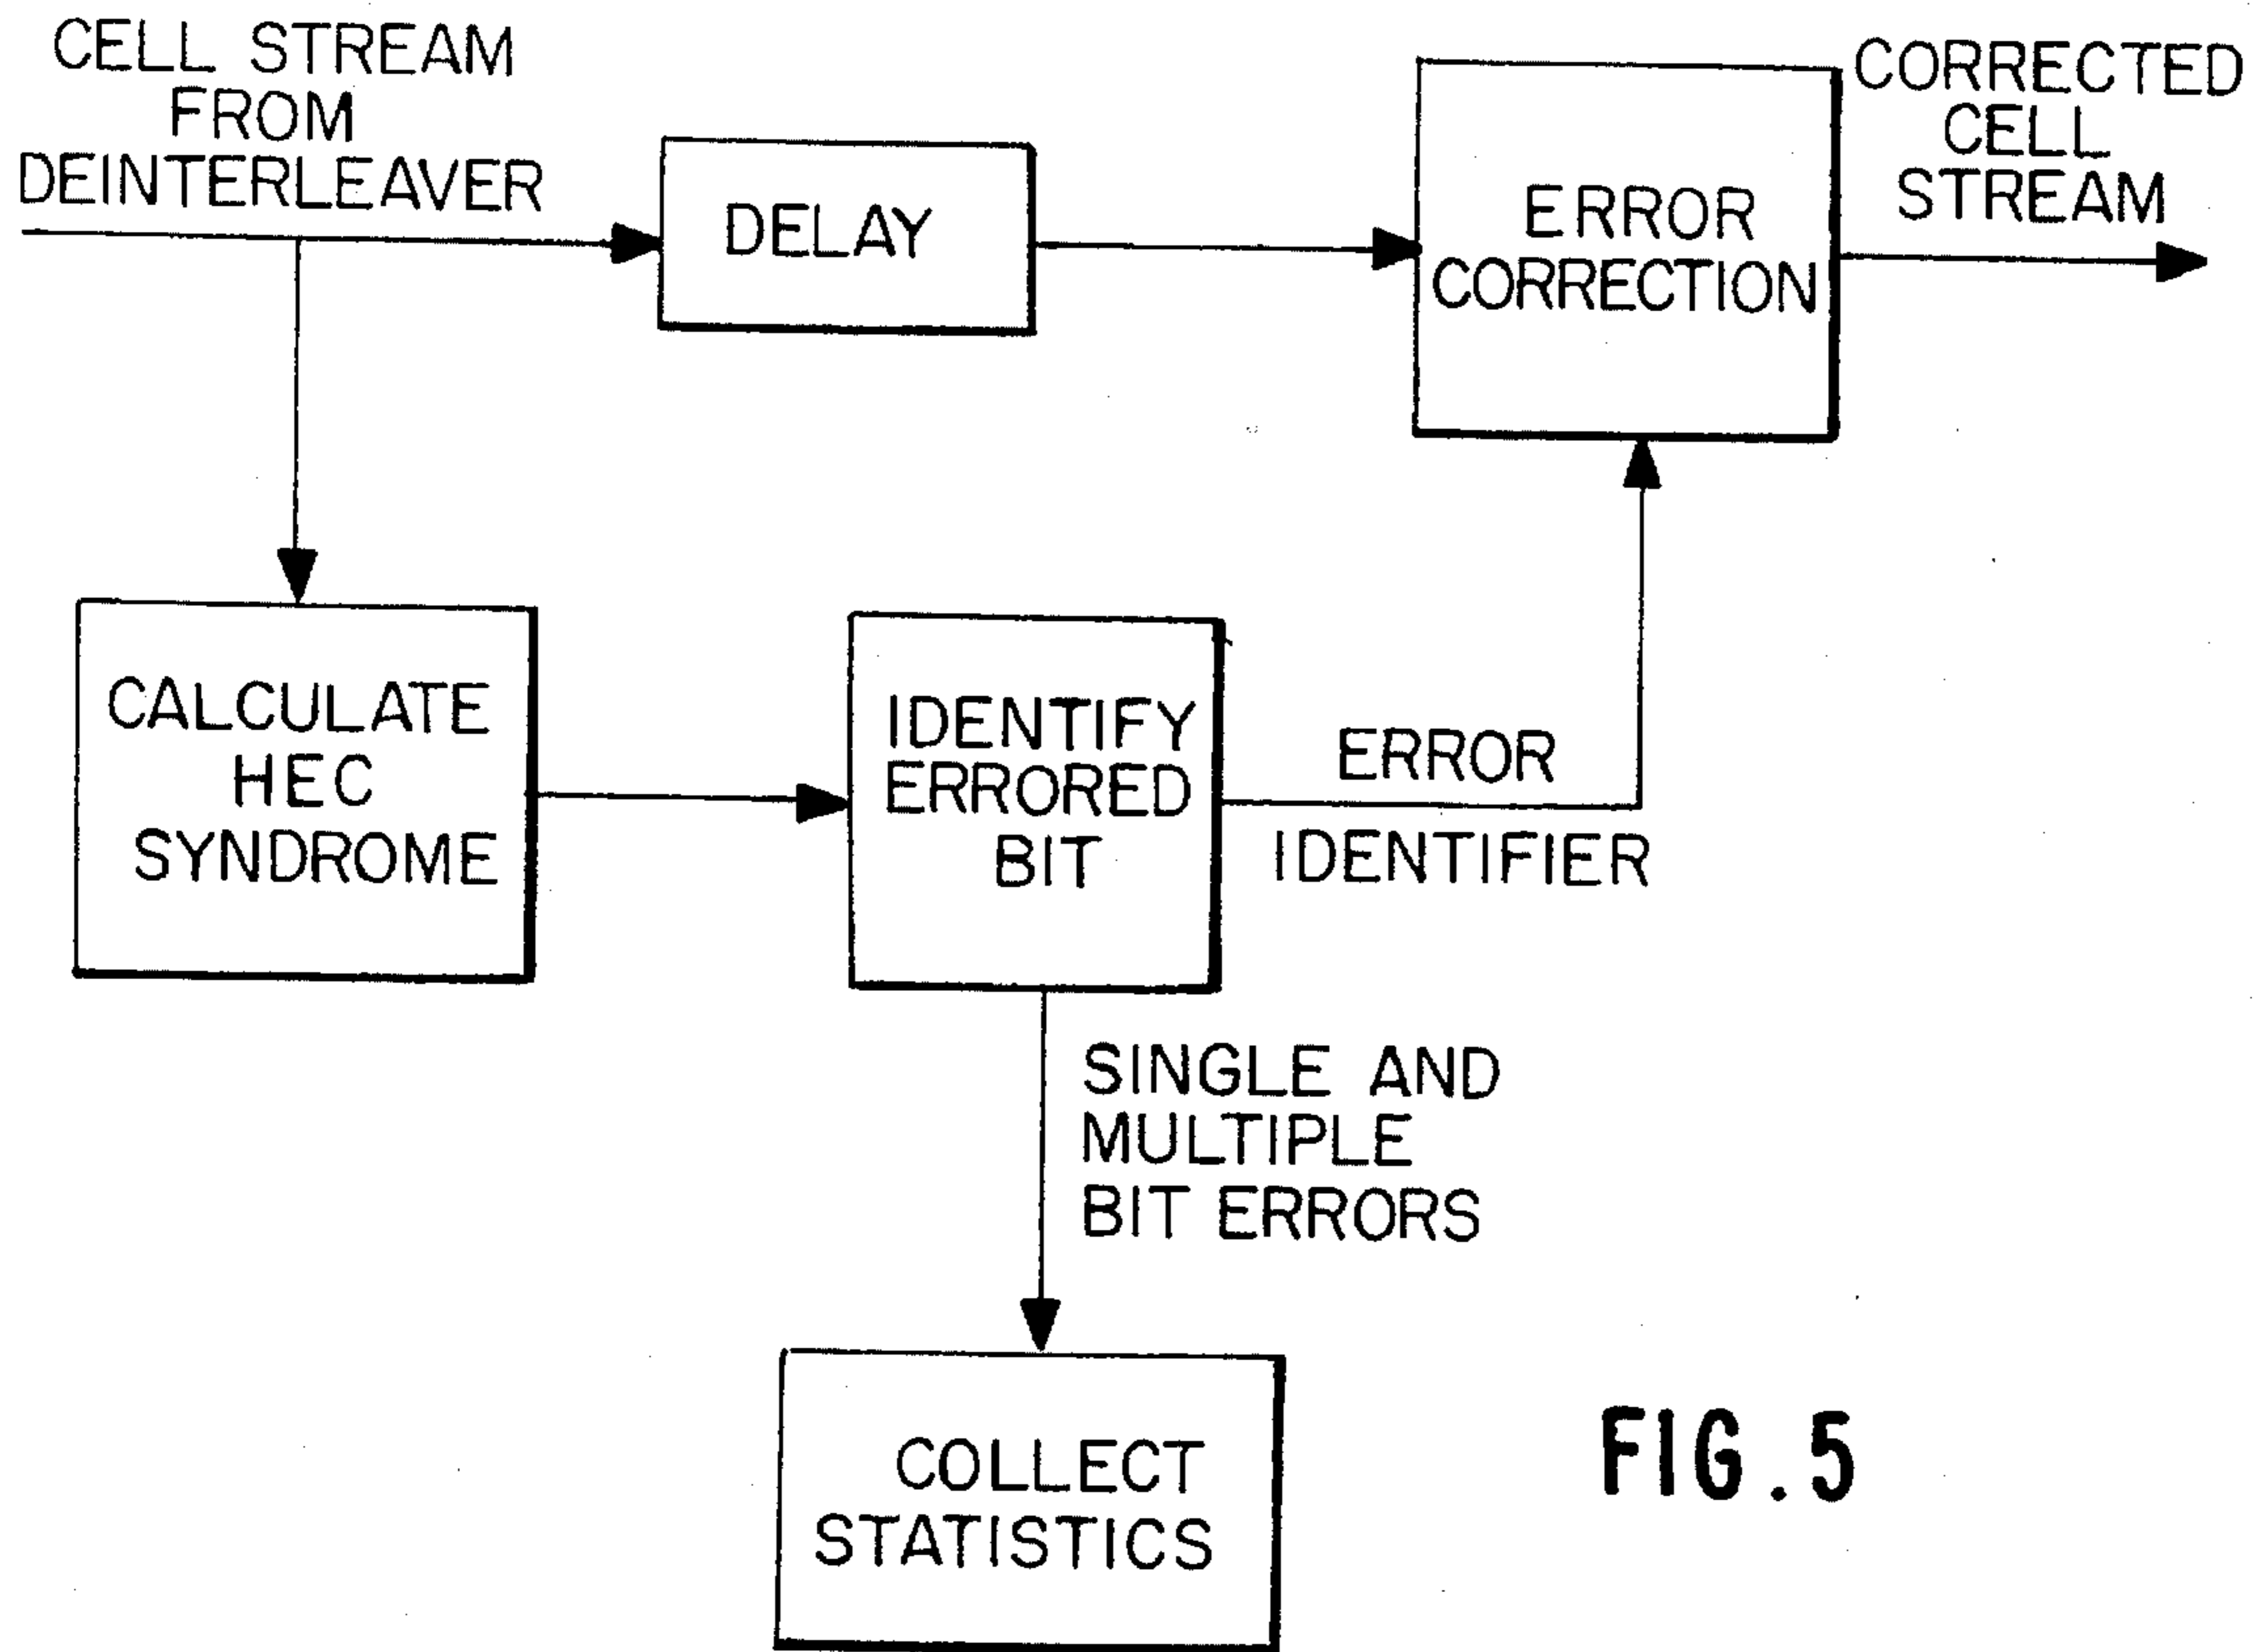 CELL STREAM
FROM
DEINTERLEAVER
DELAY
ERROR
CORRECTION
CORRECTED
CELL
STREAM
CALCULATE
HEC
SYNDROME
IDENTIFY
ERRORED
BIT
ERROR
IDENTIFIER
SINGLE AND
MULTIPLE
BIT ERRORS
COLLECT
STATISTICS
FIG.5